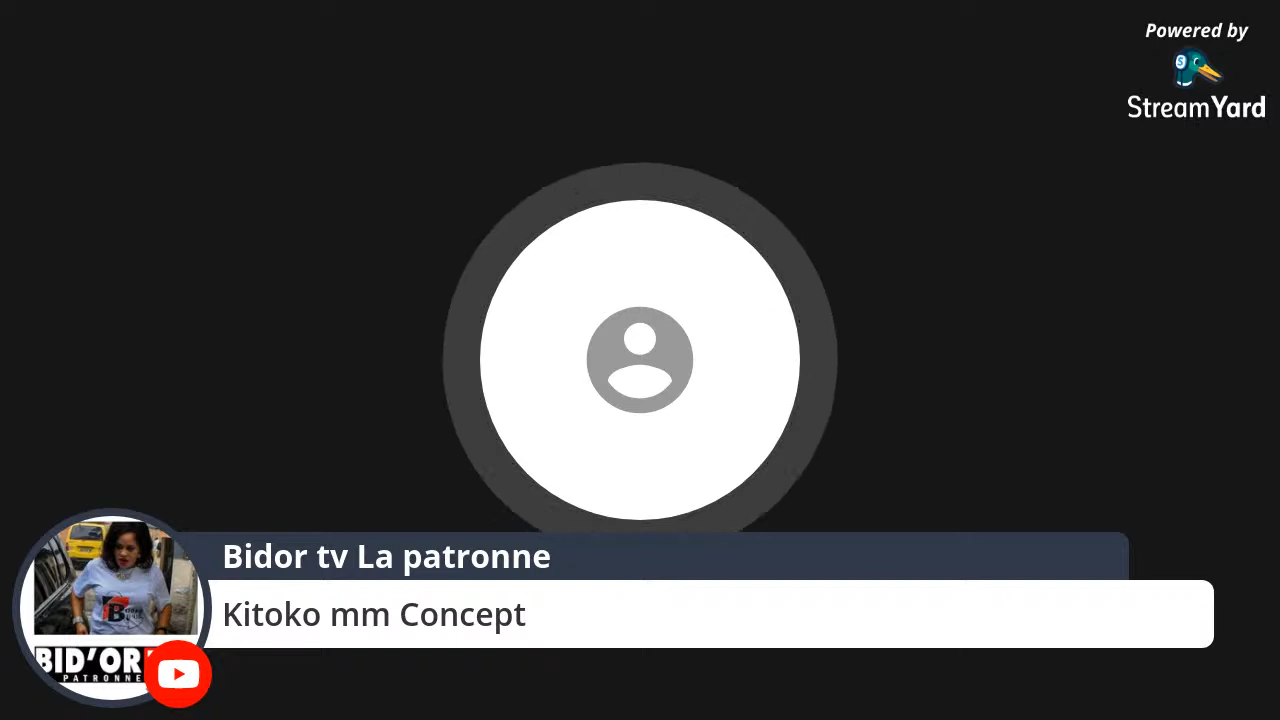 Powered by
StreamYard
Bidor tv La patronne
Kitoko mm Concept
BID'OR
PATRONNE